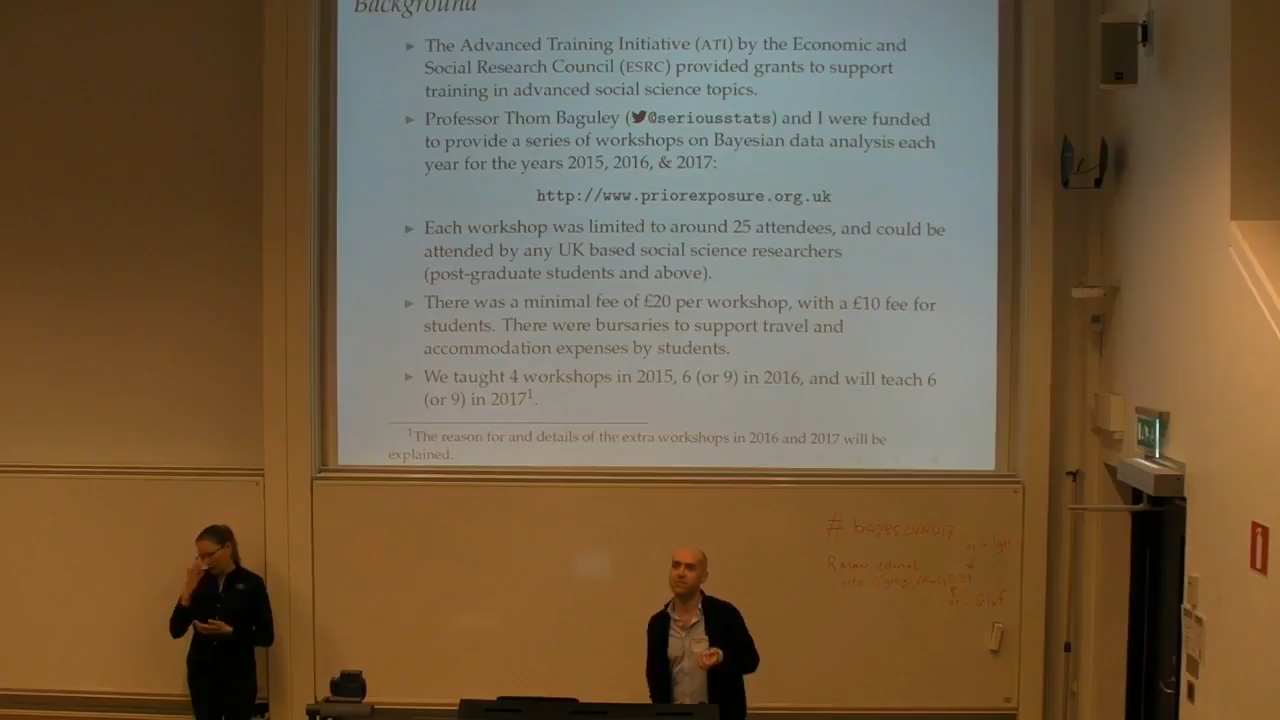 Background
▸ The Advanced Training Initiative (ATI) by the Economic and
Social Research Council (ESRC) provided grants to support
training in advanced social science topics.
▸ Professor Thom Baguley (@seriousstats) and I were funded
to provide a series of workshops on Bayesian data analysis each
year for the years 2015, 2016, & 2017:
http://www.priorexposure.org.uk
▸ Each workshop was limited to around 25 attendees, and could be
attended by any UK based social science researchers
(post-graduate students and above).
▸ There was a minimal fee of £20 per workshop, with a £10 fee for
students. There were bursaries to support travel and
accommodation expenses by students.
▸ We taught 4 workshops in 2015, 6 (or 9) in 2016, and will teach 6
(or 9) in 2017¹.
¹The reason for and details of the extra workshops in 2016 and 2017 will be
explained.
# bayesLUND17